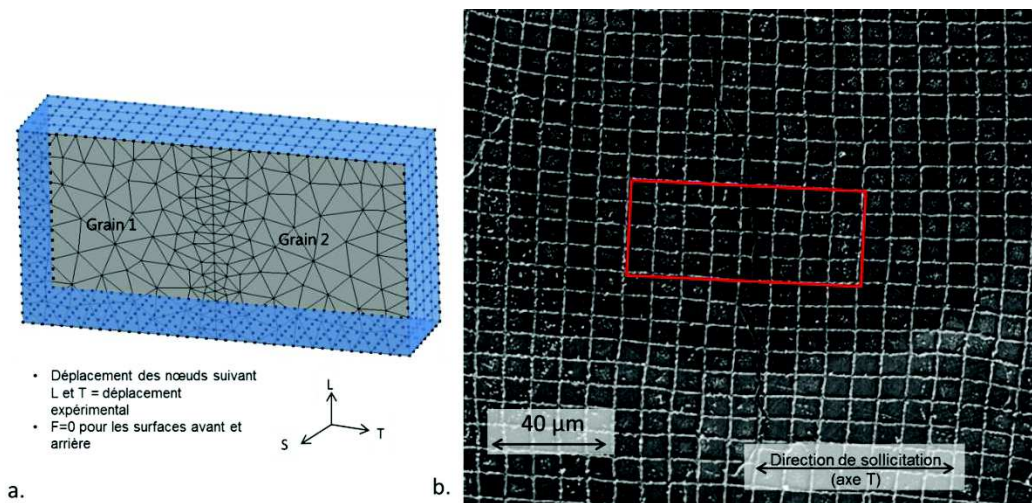 Grain 1
Grain 2
• Déplacement des nœuds suivant
L et T = déplacement
expérimental
• F=0 pour les surfaces avant et
arrière
L
S
T
a.
40 µm
Direction de sollicitation
(axe T)
b.